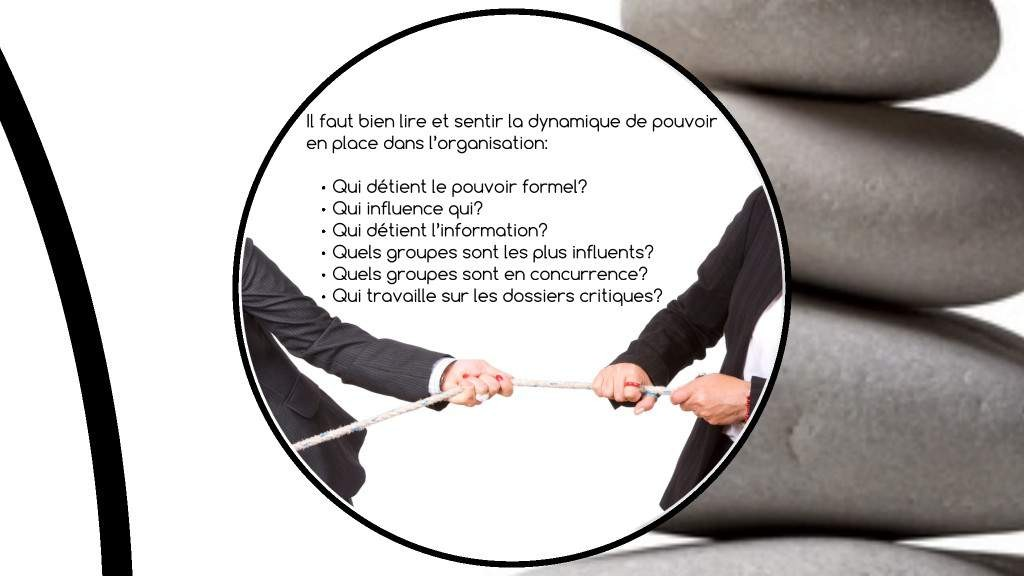 Il faut bien lire et sentir la dynamique de pouvoir
en place dans l'organisation:
• Qui détient le pouvoir formel?
• Qui influence qui?
• Qui détient l'information?
• Quels groupes sont les plus influents?
• Quels groupes sont en concurrence?
• Qui travaille sur les dossiers critiques?